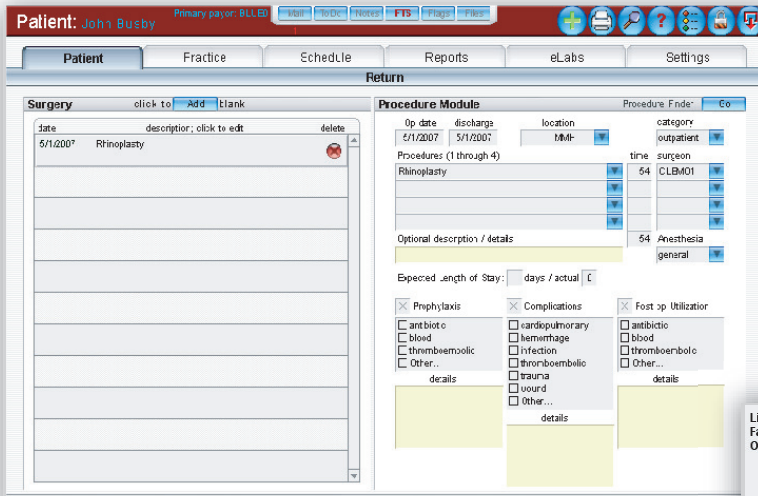 Patient: John Busby
Primary payor: BLLE0
Mail ToDo Notes FTS Flags Files
Patient Practice Schedule Reports eLabs Settings
Return
Surgery click to Add blank
date description; click to edit delete
5/1/2007 Rhinoplasty
Procedure Module Procedure Finder Go
Op date discharge location category
5/1/2007 5/1/2007 outpatient
Procedures (1 through 4) time surgeon
Rhinoplasty 54 CLEM01
Optional description / details 54 Anesthesia
general
Expected Length of Stay: days / actual
Prophylaxis Complications Post op Utilization
antibiotic cardiopulmonary antibiotic
blood hemorrhage blood
thromboembolic infection thromboembolic
Other... thromboembolic Other...
trauma
details wound details
Other...
details